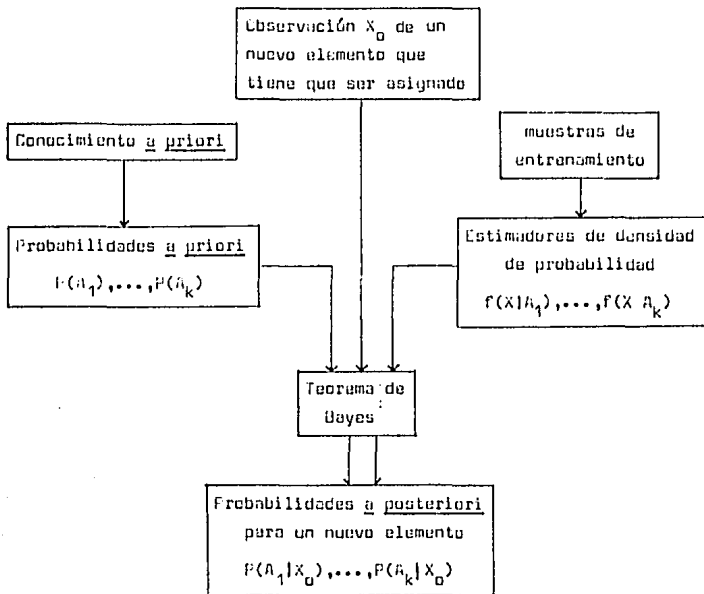 Observación X₀ de un
nuevo elemento que
tiene que ser asignado
Conocimiento a priori
muestras de
entrenamiento
Probabilidades a priori
P(A₁),...,P(Aₖ)
Estimadores de densidad
de probabilidad
f(X|A₁),...,f(X Aₖ)
Teorema de
Bayes
Probabilidades a posteriori
para un nuevo elemento
P(A₁|X₀),...,P(Aₖ|X₀)